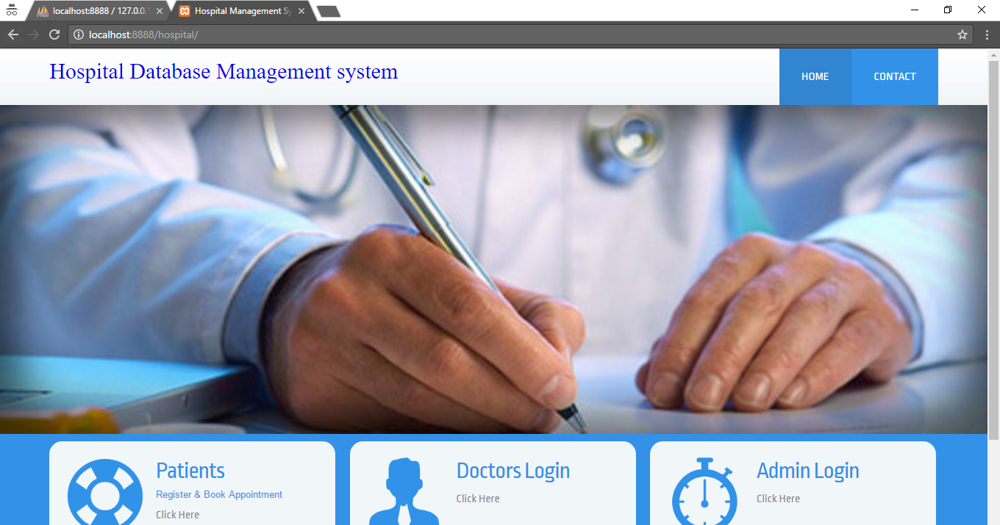 localhost:8888 / 127.0.0.1
Hospital Management Sy
localhost:8888/hospital/
Hospital Database Management system
HOME
CONTACT
Patients
Register & Book Appointment
Click Here
Doctors Login
Click Here
Admin Login
Click Here